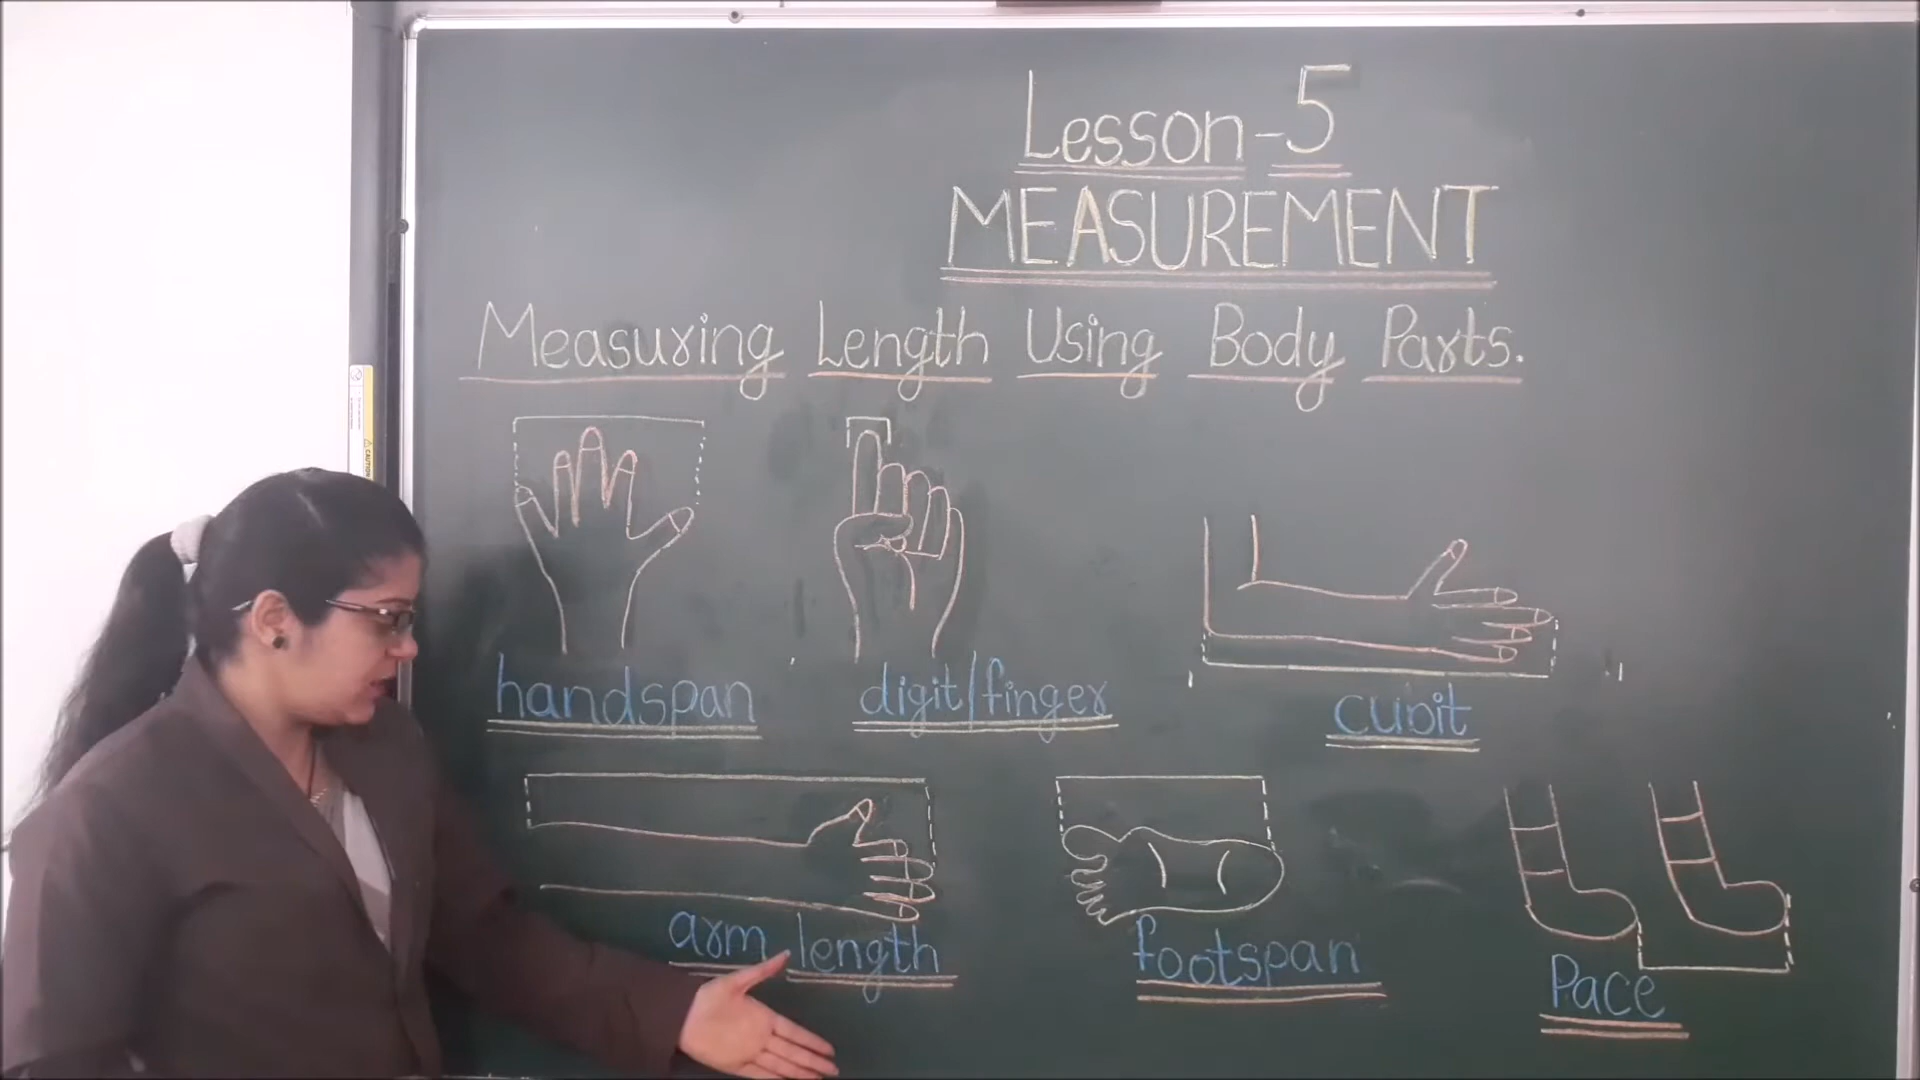 Lesson-5
MEASUREMENT
Measuring Length Using Body Parts.
handspan digit/finger cubit
arm length footspan Pace